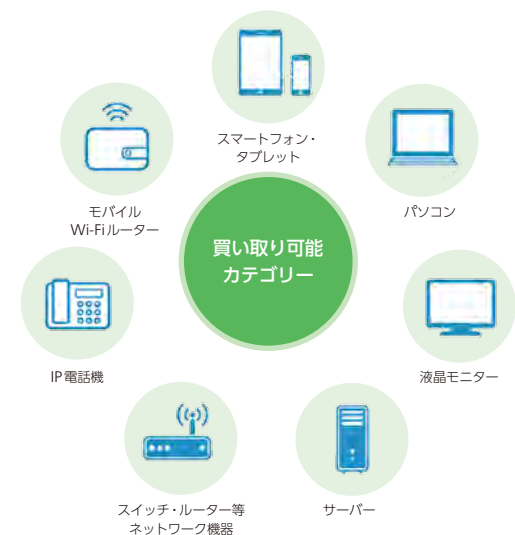 スマートフォン・
タブレット
モバイル
Wi-Fiルーター
パソコン
買い取り可能
カテゴリー
IP電話機
液晶モニター
スイッチ・ルーター等
ネットワーク機器
サーバー